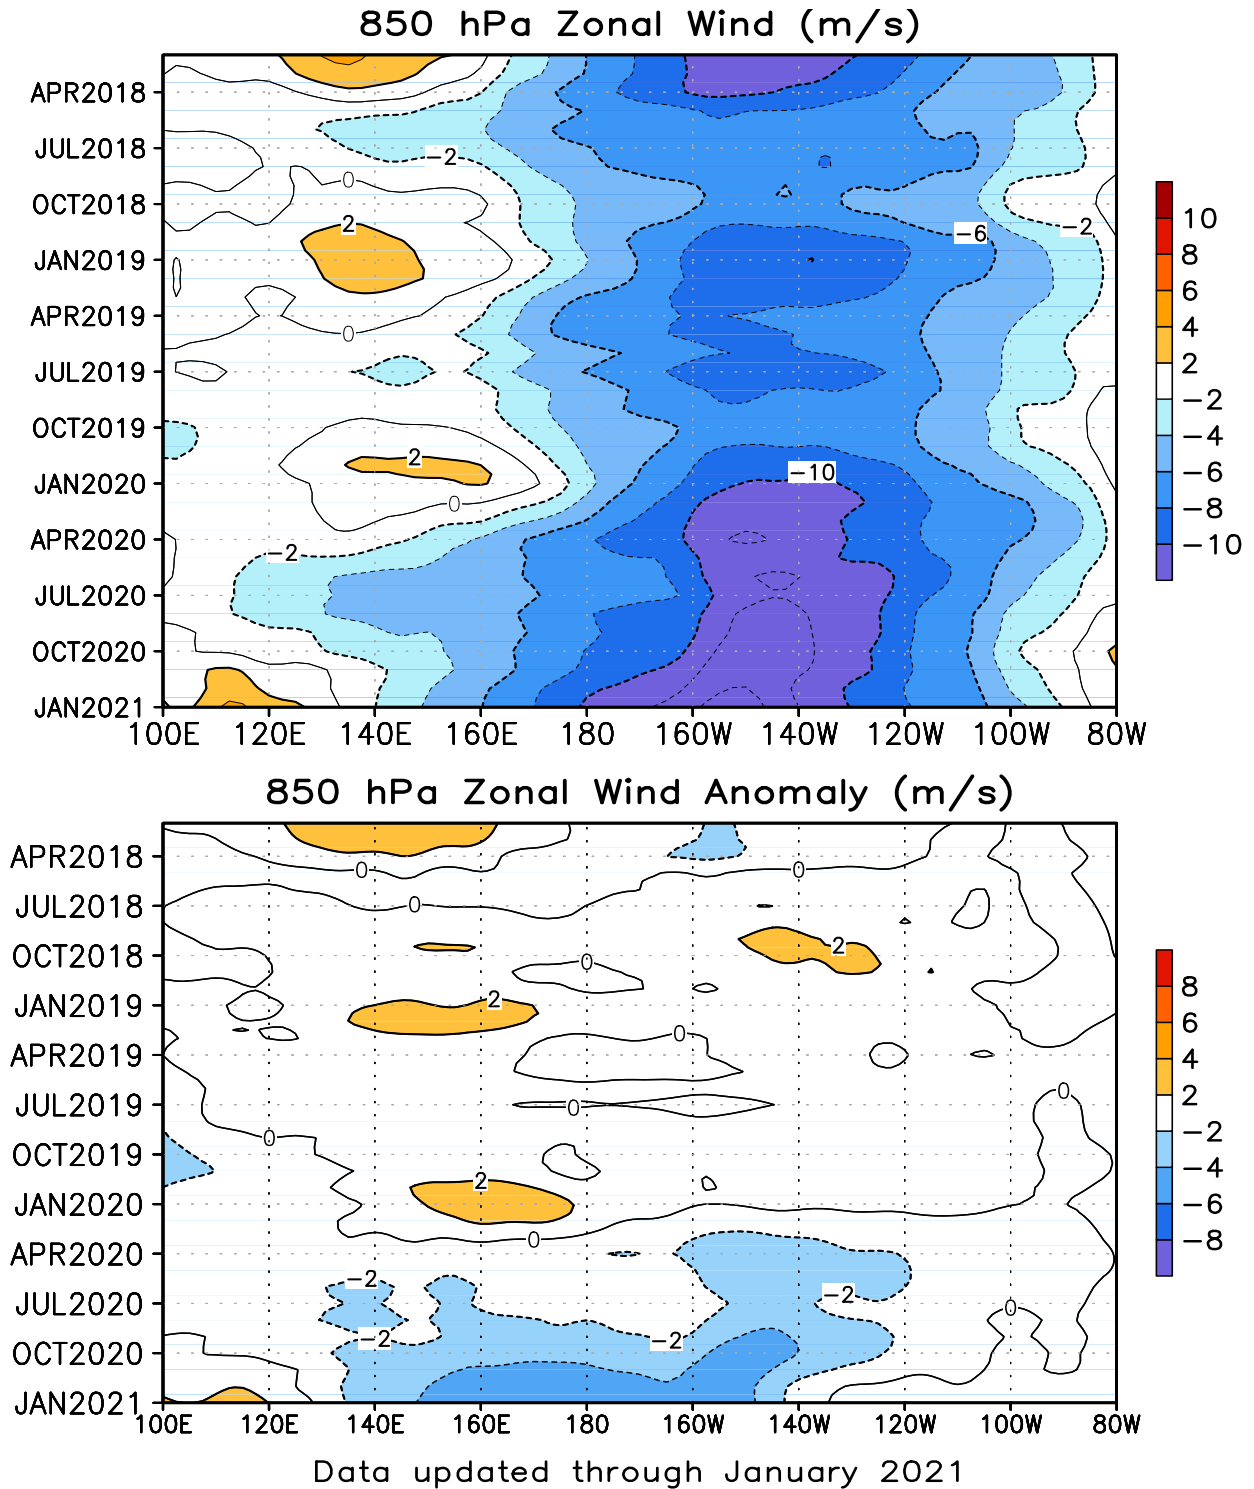 850 hPa Zonal Wind (m/s)
APR2018
JUL2018
OCT2018
JAN2019
APR2019
JUL2019
OCT2019
JAN2020
APR2020
JUL2020
OCT2020
JAN2021
-2
0
2
-6
-2
0
2
-10
0
-2
100E 120E 140E 160E 180 160W 140W 120W 100W 80W
10
8
6
4
2
-2
-4
-6
-8
-10
850 hPa Zonal Wind Anomaly (m/s)
APR2018
JUL2018
OCT2018
JAN2019
APR2019
JUL2019
OCT2019
JAN2020
APR2020
JUL2020
OCT2020
JAN2021
0 0
0
2
0
2
0
0
0
0
2
0
-2
-2
0
-2
-2
100E 120E 140E 160E 180 160W 140W 120W 100W 80W
8
6
4
2
-2
-4
-6
-8
Data updated through January 2021